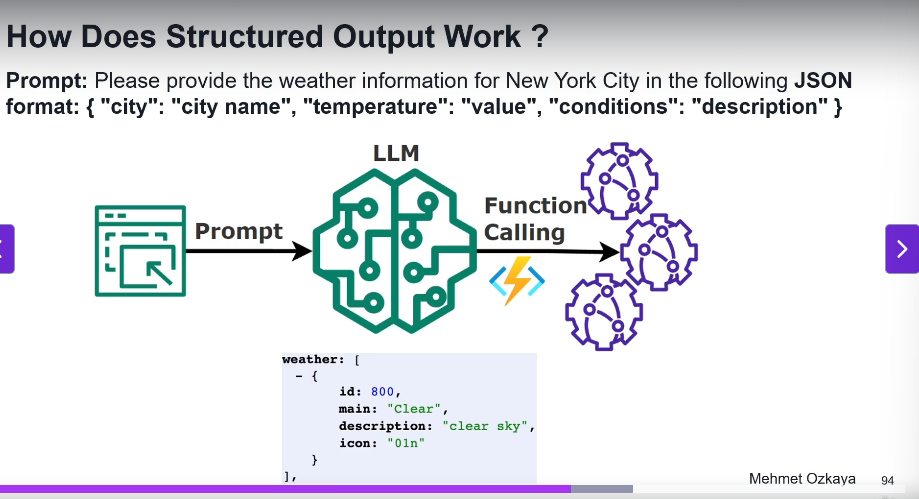 How Does Structured Output Work ?
Prompt: Please provide the weather information for New York City in the following JSON
format: { "city": "city name", "temperature": "value", "conditions": "description" }
LLM
Prompt
Function
Calling
weather: [
- {
id: 800,
main: "Clear",
description: "clear sky",
icon: "01n"
}
],
Mehmet Ozkaya
94